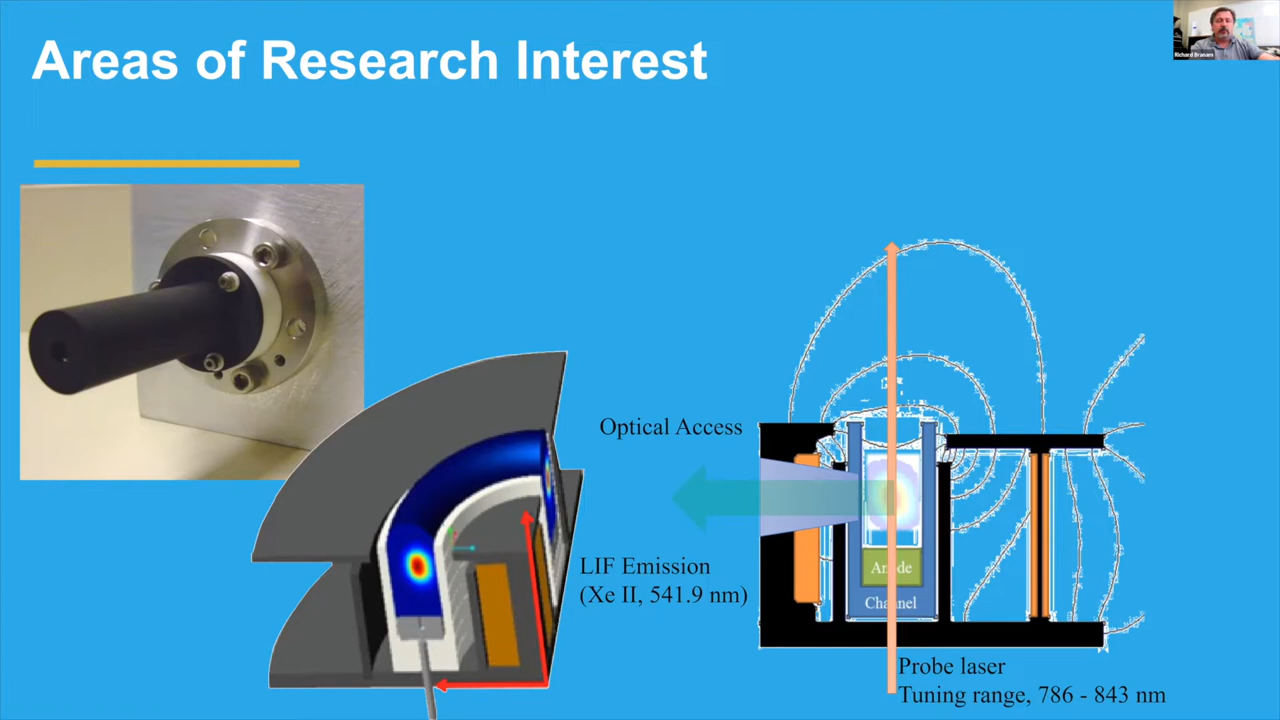 Areas of Research Interest
Richard Branam
Optical Access
LIF Emission
(Xe II, 541.9 nm)
Anode
Channel
Probe laser
Tuning range, 786 - 843 nm